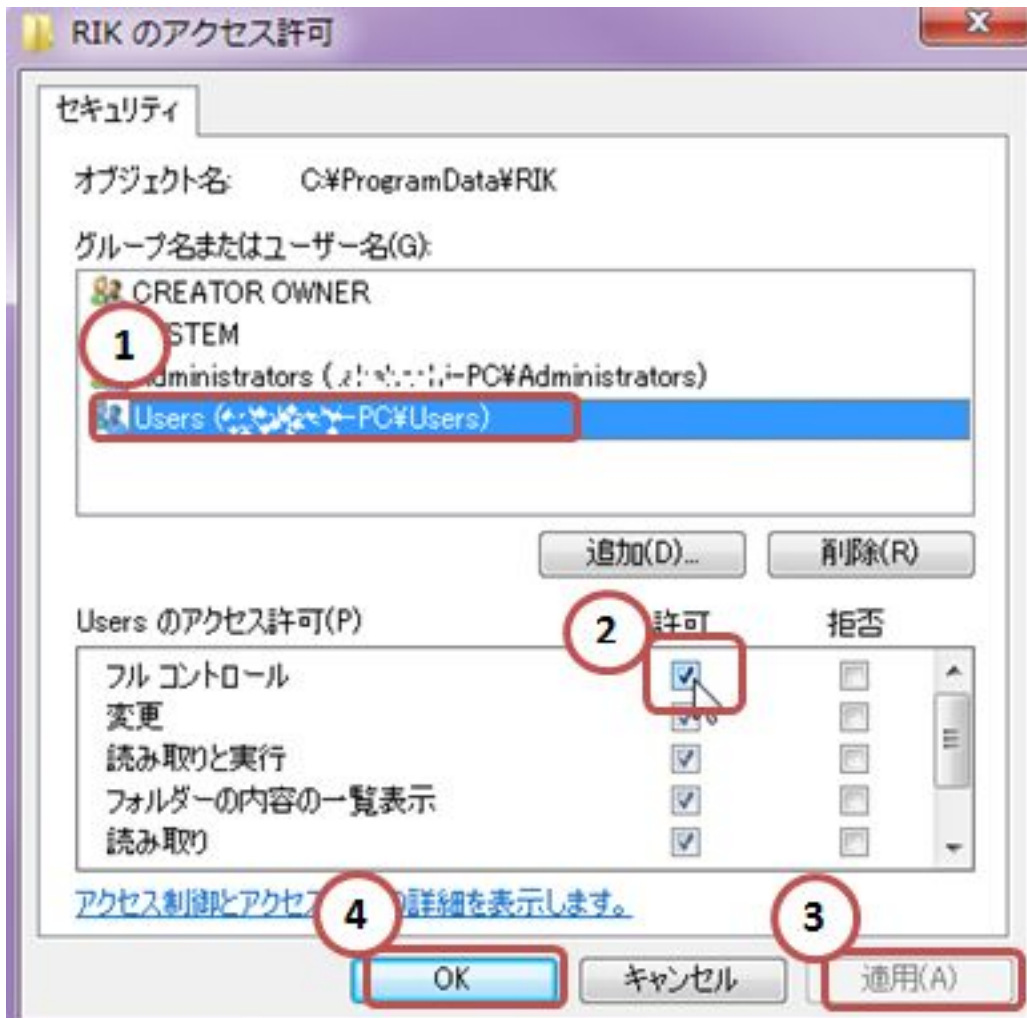 RIK のアクセス許可
セキュリティ
オブジェクト名: C:¥ProgramData¥RIK
グループ名またはユーザー名(G):
CREATOR OWNER
1
STEM
dministrators ( -PC¥Administrators)
Users ( -PC¥Users)
追加(D)... 削除(R)
Users のアクセス許可(P) 2 許可 拒否
フル コントロール
変更
読み取りと実行
フォルダーの内容の一覧表示
読み取り
アクセス制御とアクセス 4 の詳細を表示します。
3
OK キャンセル 適用(A)